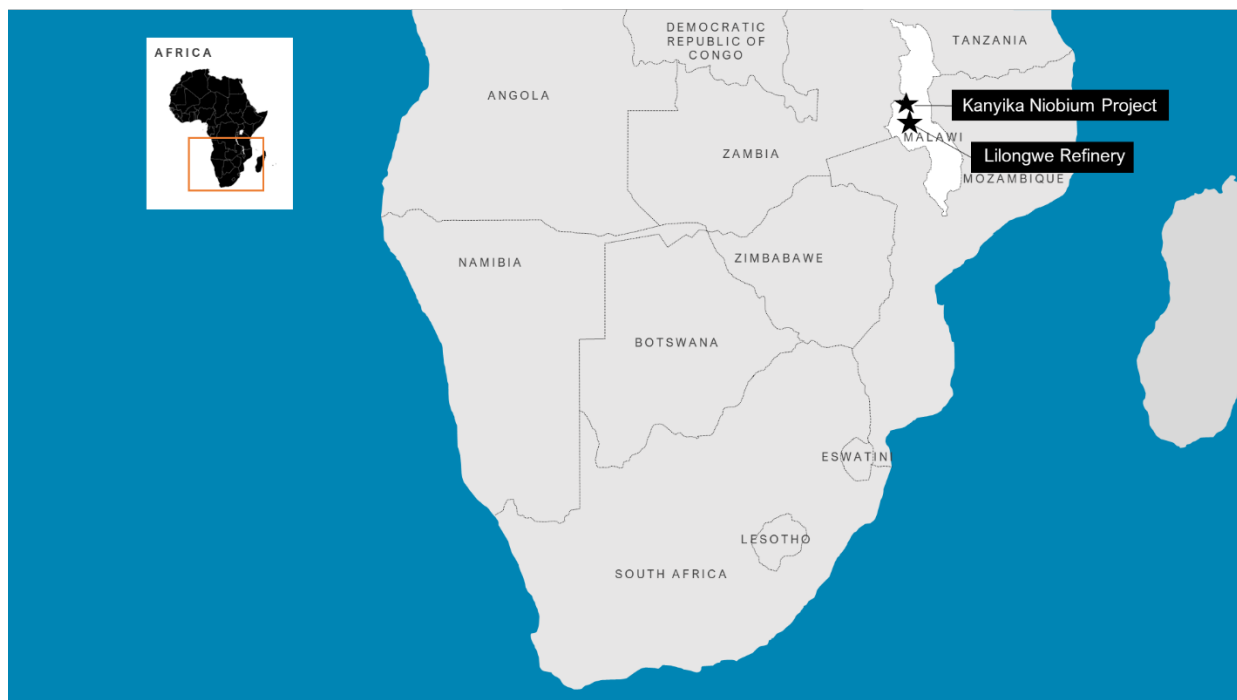 AFRICA
DEMOCRATIC
REPUBLIC OF
CONGO
TANZANIA
ANGOLA
Kanyika Niobium Project
MALAWI
ZAMBIA
Lilongwe Refinery
MOZAMBIQUE
NAMIBIA
ZIMBABAWE
BOTSWANA
ESWATINI
LESOTHO
SOUTH AFRICA